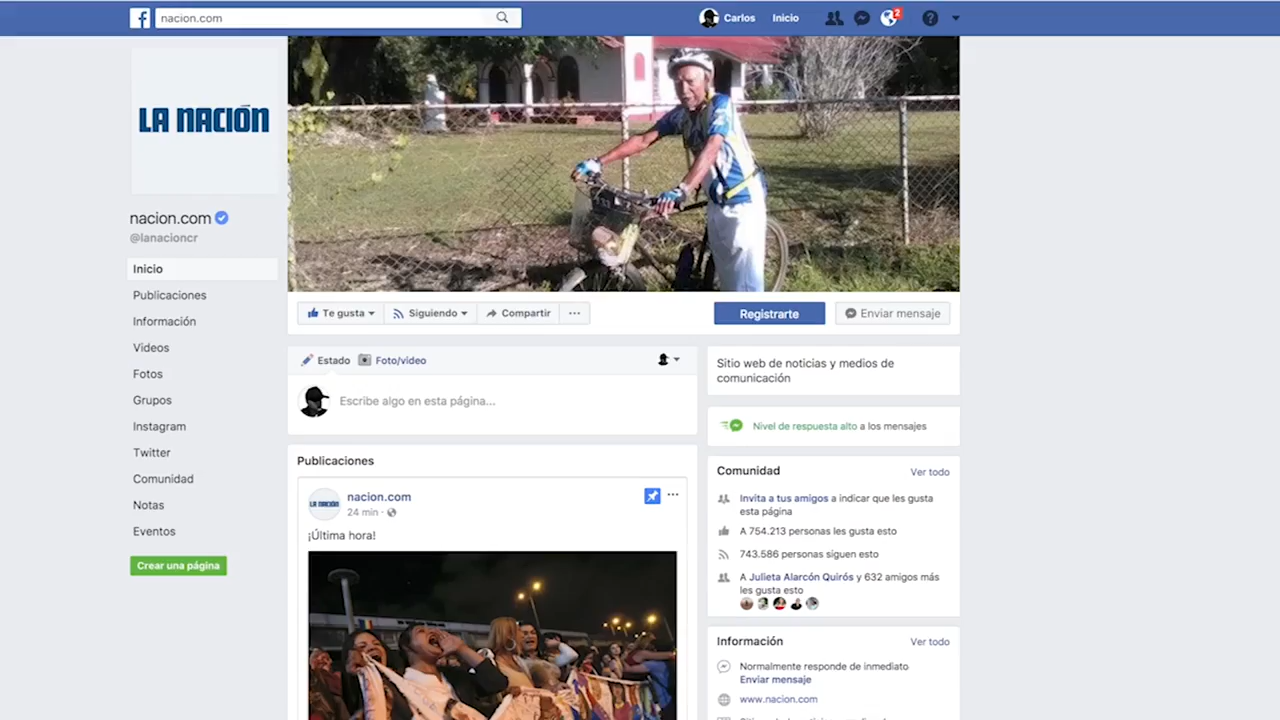 nacion.com
Carlos
Inicio
2
LA NACIÓN
nacion.com
@lanacioncr
Inicio
Publicaciones
Información
Videos
Fotos
Grupos
Instagram
Twitter
Comunidad
Notas
Eventos
Crear una página
Te gusta
Siguiendo
Compartir
Registrarte
Enviar mensaje
Estado
Foto/video
Escribe algo en esta página...
Publicaciones
LA NACIÓN
nacion.com
24 min ·
¡Última hora!
Sitio web de noticias y medios de
comunicación
Nivel de respuesta alto a los mensajes
Comunidad
Ver todo
Invita a tus amigos a indicar que les gusta
esta página
A 754.213 personas les gusta esto
743.586 personas siguen esto
A Julieta Alarcón Quirós y 632 amigos más
les gusta esto
Información
Ver todo
Normalmente responde de inmediato
Enviar mensaje
www.nacion.com